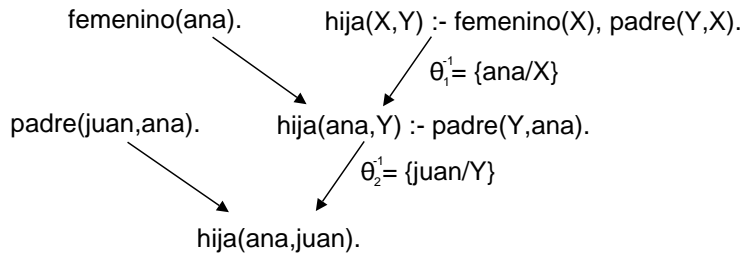 femenino(ana). hija(X,Y) :- femenino(X), padre(Y,X).
θ₁⁻¹= {ana/X}
padre(juan,ana). hija(ana,Y) :- padre(Y,ana).
θ₂⁻¹= {juan/Y}
hija(ana,juan).